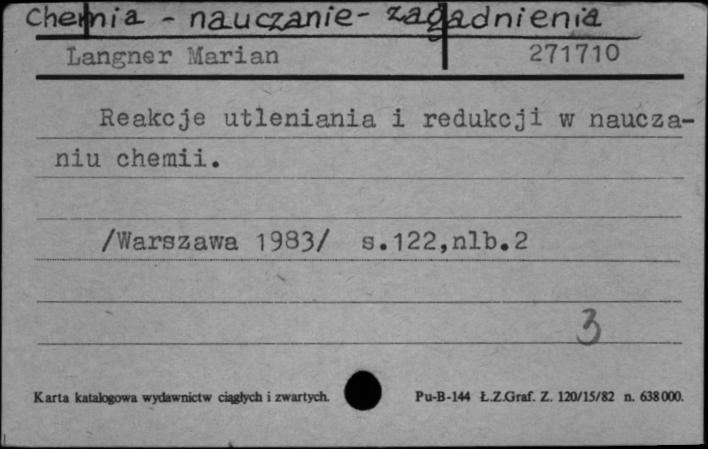 Chemia - nauczanie - zagadnienia
Langner Marian 271710
Reakcje utleniania i redukcji w naucza-
niu chemii.
/Warszawa 1983/ s.122,nlb.2
3
Karta katalogowa wydawnictw ciągłych i zwartych. Pu-B-144 Ł.Z.Graf. Z. 120/15/82 n. 638000.